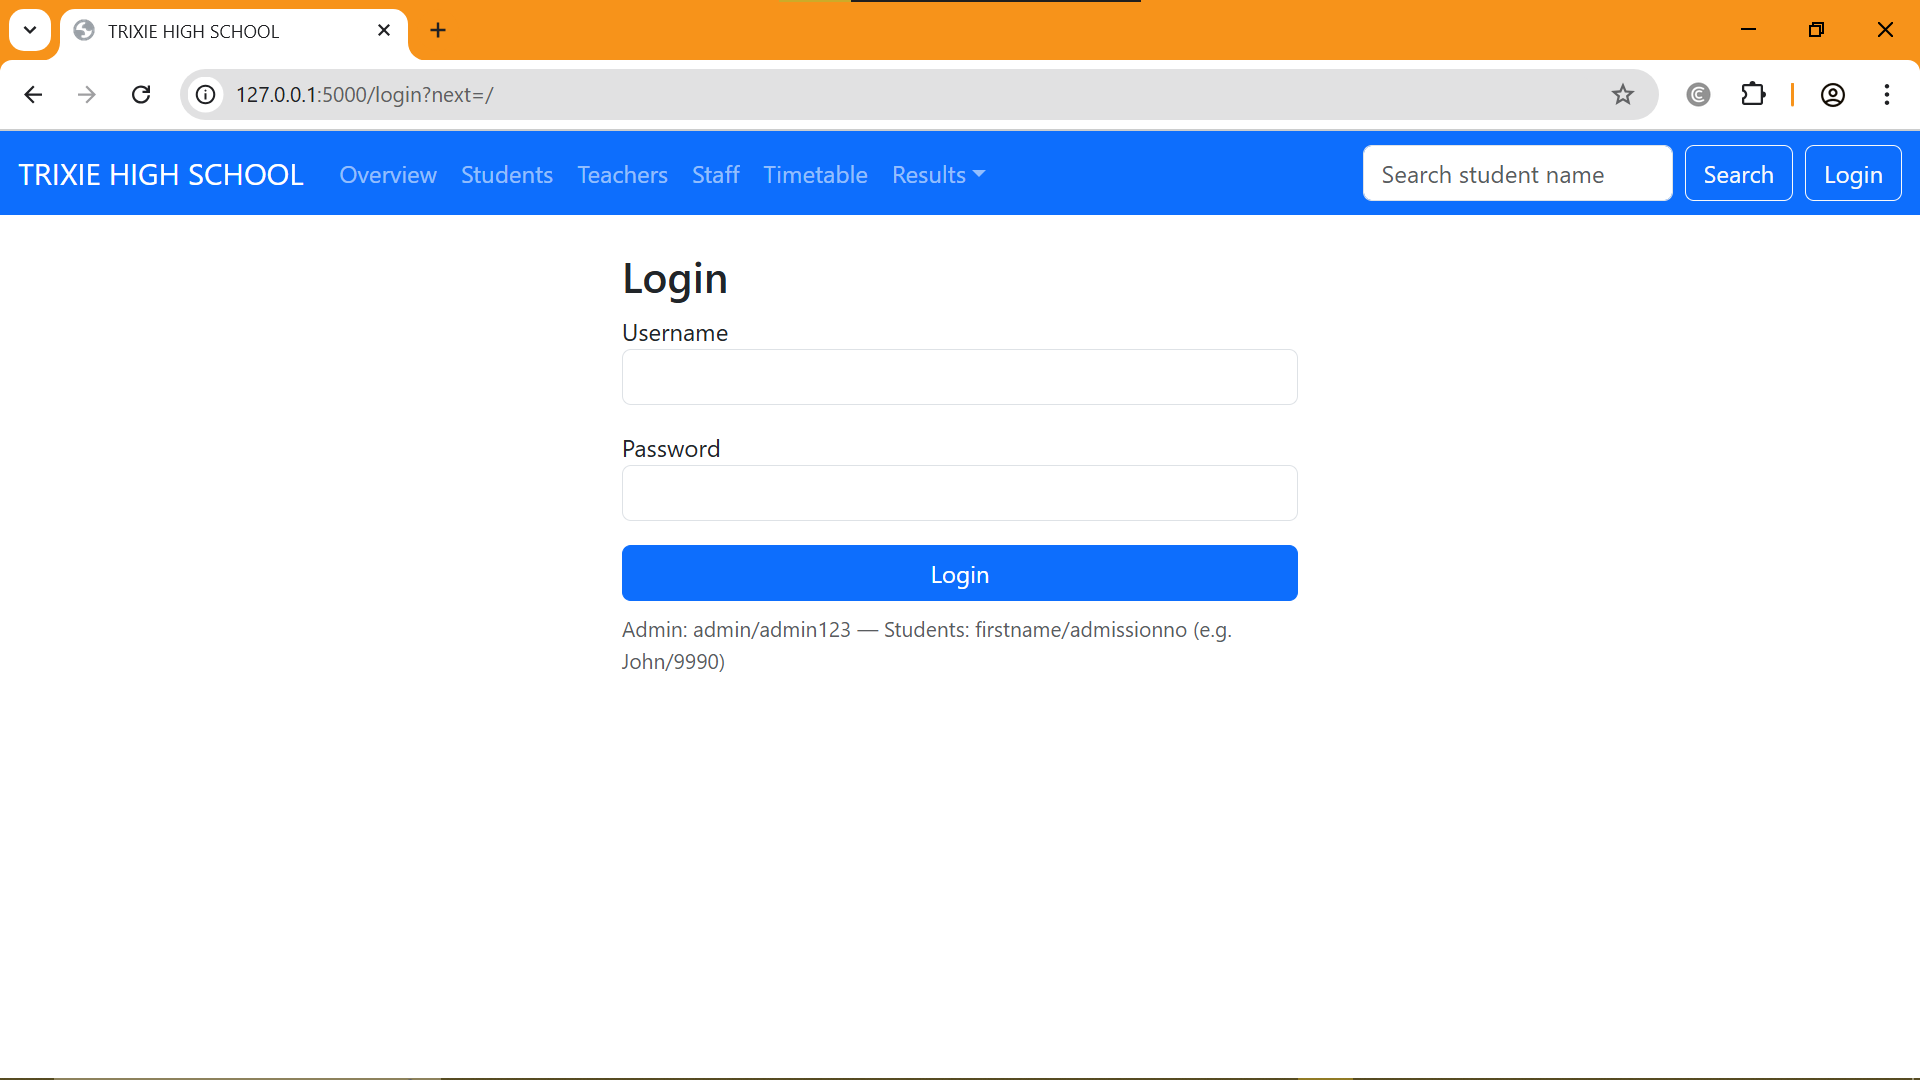 TRIXIE HIGH SCHOOL
127.0.0.1:5000/login?next=/
TRIXIE HIGH SCHOOL Overview Students Teachers Staff Timetable Results Search student name Search Login
Login
Username
Password
Login
Admin: admin/admin123 — Students: firstname/admissionno (e.g.
John/9990)